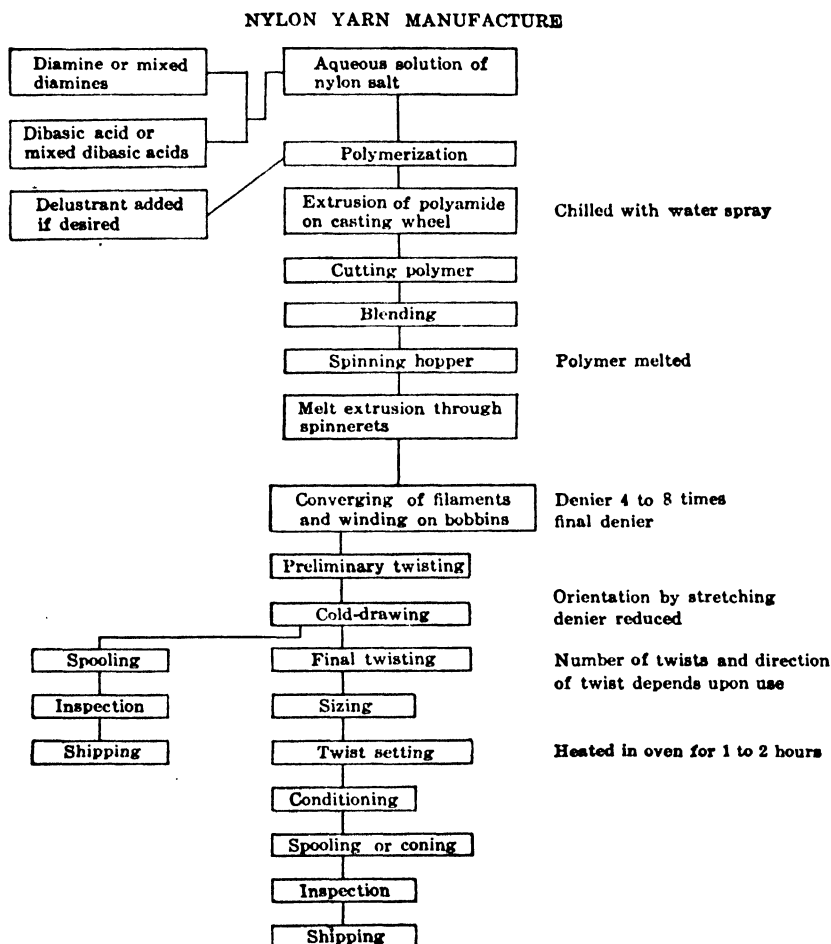 NYLON YARN MANUFACTURE
Diamine or mixed
diamines
Aqueous solution of
nylon salt
Dibasic acid or
mixed dibasic acids
Polymerization
Delustrant added
if desired
Extrusion of polyamide
on casting wheel
Chilled with water spray
Cutting polymer
Blending
Spinning hopper
Polymer melted
Melt extrusion through
spinnerets
Converging of filaments
and winding on bobbins
Denier 4 to 8 times
final denier
Preliminary twisting
Cold-drawing
Orientation by stretching
denier reduced
Spooling
Final twisting
Number of twists and direction
of twist depends upon use
Inspection
Sizing
Shipping
Twist setting
Heated in oven for 1 to 2 hours
Conditioning
Spooling or coning
Inspection
Shipping